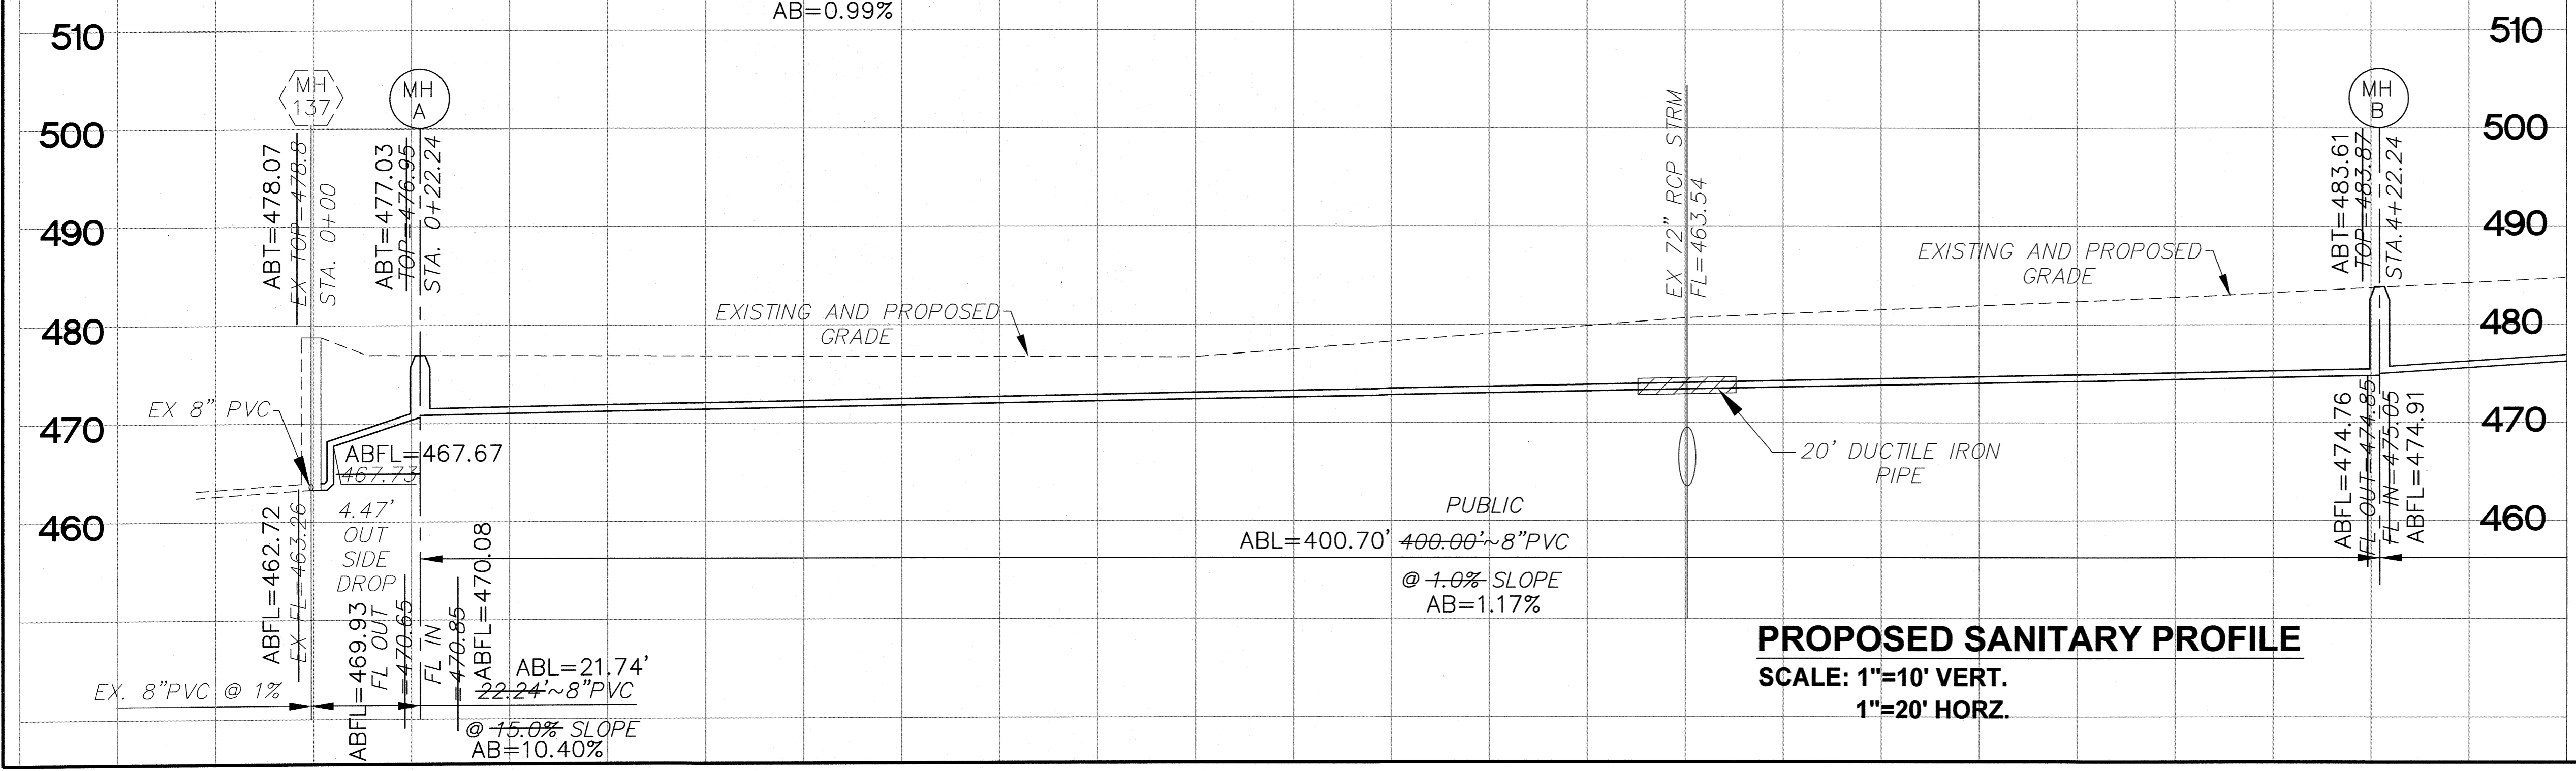 AB=0.99%
510
510
MH
137
MH
A
MH
B
500
500
ABT=478.07
EX TOP=478.8
STA. 0+00
ABT=477.03
TOP=476.95
STA. 0+22.24
EX 72" RCP STRM
FL=463.54
ABT=483.61
TOP=483.87
STA.4+22.24
490
490
EXISTING AND PROPOSED
GRADE
EXISTING AND PROPOSED
GRADE
480
480
EX 8" PVC
470
470
ABFL=467.67
467.73
20' DUCTILE IRON
PIPE
4.47'
OUT
SIDE
DROP
460
460
ABFL=462.72
EX FL=463.26
ABFL=469.93
FL OUT
=470.65
FL IN
=470.85
ABFL=470.08
PUBLIC
ABL=400.70' 400.00'~8"PVC
@ 1.0% SLOPE
AB=1.17%
ABFL=474.76
FL OUT=474.85
FL IN=475.05
ABFL=474.91
EX. 8"PVC @ 1%
ABL=21.74'
22.24'~8"PVC
@ 15.0% SLOPE
AB=10.40%
PROPOSED SANITARY PROFILE
SCALE: 1"=10' VERT.
1"=20' HORZ.